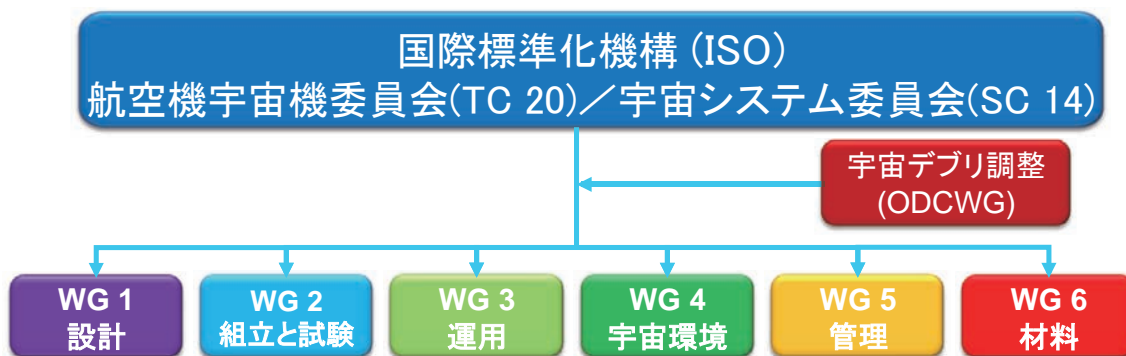 国際標準化機構 (ISO)
航空機宇宙機委員会(TC 20)／宇宙システム委員会(SC 14)
宇宙デブリ調整
(ODCWG)
WG 1
設計
WG 2
組立と試験
WG 3
運用
WG 4
宇宙環境
WG 5
管理
WG 6
材料